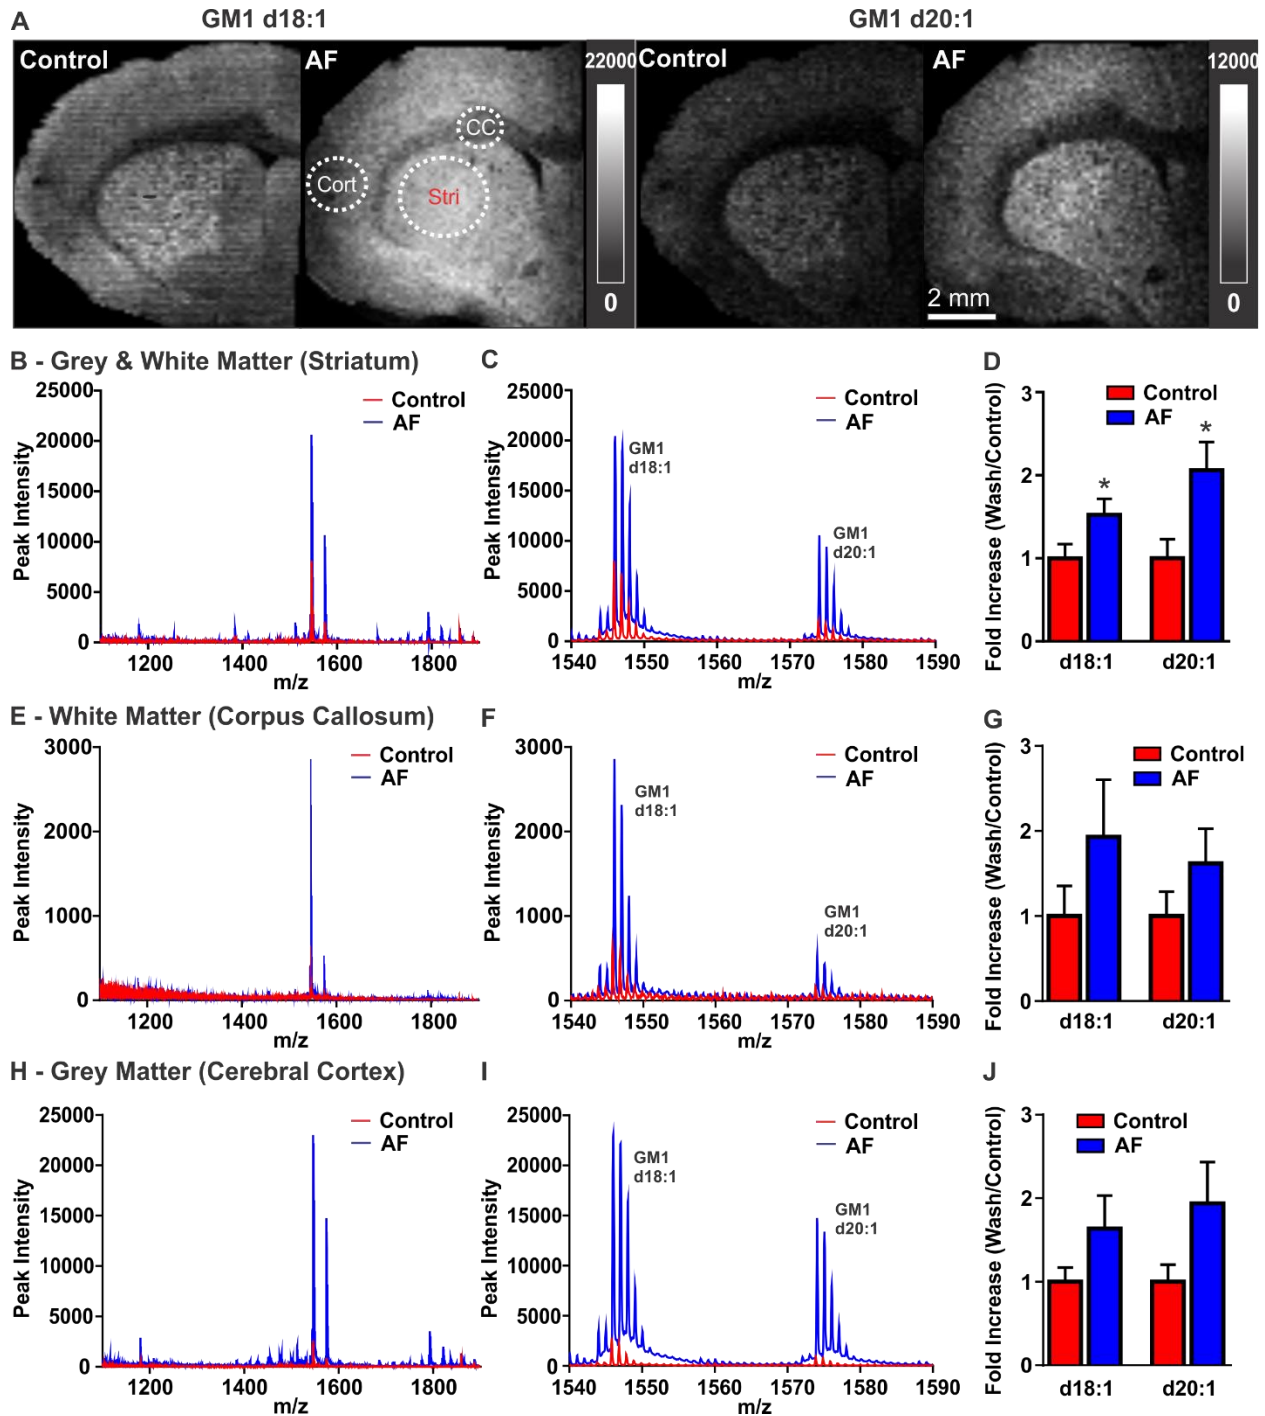 A GM1 d18:1 GM1 d20:1
Control AF 22000 Control AF 12000
CC
Cort
Stri
0 2 mm 0
B - Grey & White Matter (Striatum) C D
25000 20000 15000 10000 5000 0
Peak Intensity
Control
AF
1200 1400 1600 1800
m/z
25000 20000 15000 10000 5000 0
Peak Intensity
Control
AF
GM1
d18:1
GM1
d20:1
1540 1550 1560 1570 1580 1590
m/z
3 2 1 0
Fold Increase (Wash/Control)
Control
AF
* *
d18:1 d20:1
E - White Matter (Corpus Callosum) F G
3000 2000 1000 0
Peak Intensity
Control
AF
1200 1400 1600 1800
m/z
3000 2000 1000 0
Peak Intensity
Control
AF
GM1
d18:1
GM1
d20:1
1540 1550 1560 1570 1580 1590
m/z
3 2 1 0
Fold Increase (Wash/Control)
Control
AF
d18:1 d20:1
H - Grey Matter (Cerebral Cortex) I J
25000 20000 15000 10000 5000 0
Peak Intensity
Control
AF
1200 1400 1600 1800
m/z
25000 20000 15000 10000 5000 0
Peak Intensity
Control
AF
GM1
d18:1
GM1
d20:1
1540 1550 1560 1570 1580 1590
m/z
3 2 1 0
Fold Increase (Wash/Control)
Control
AF
d18:1 d20:1